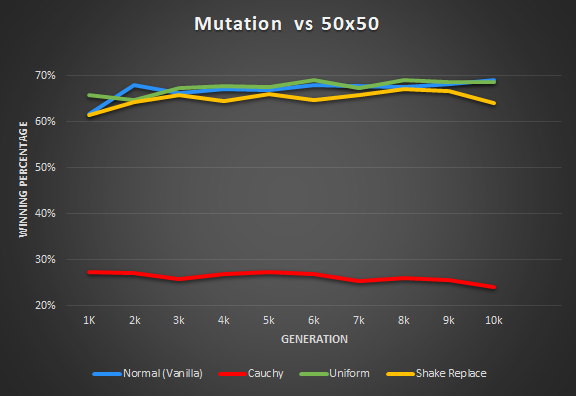 Mutation vs 50x50
70%
60%
50%
40%
30%
20%
WINNING PERCENTAGE
1K 2k 3k 4k 5k 6k 7k 8k 9k 10k
GENERATION
Normal (Vanilla) Cauchy Uniform Shake Replace